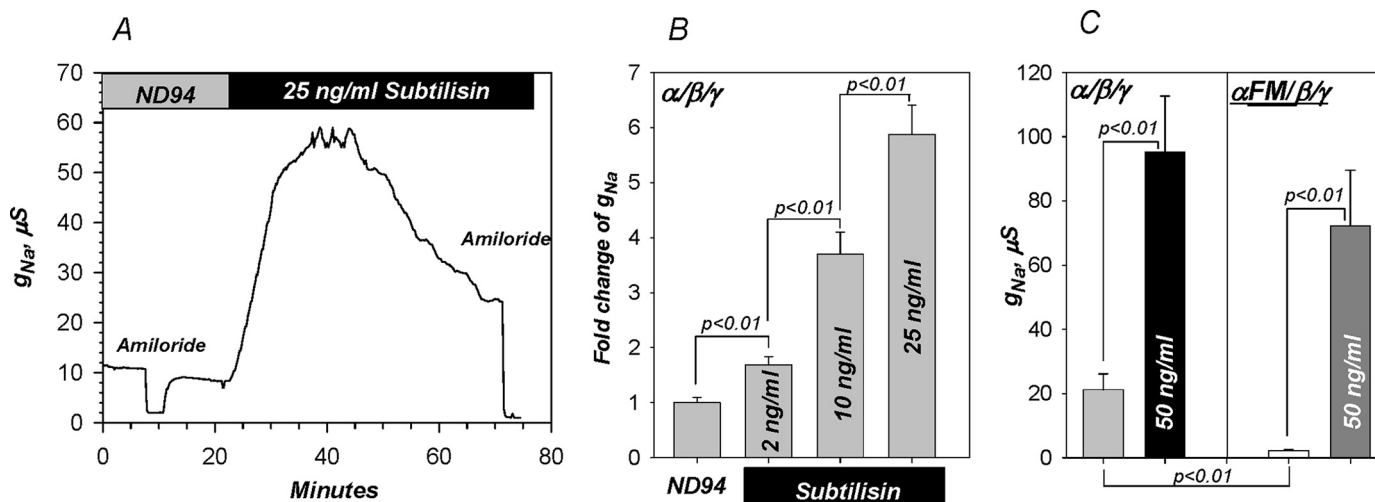 A
ND94
25 ng/ml Subtilisin
70
60
50
40
30
20
10
0
gNa, µS
Amiloride
Amiloride
0
20
40
60
80
Minutes
B
α/β/γ
7
6
5
4
3
2
1
0
Fold change of gNa
p<0.01
p<0.01
p<0.01
2 ng/ml
10 ng/ml
25 ng/ml
ND94
Subtilisin
C
α/β/γ
αFM/β/γ
120
100
80
60
40
20
0
gNa, µS
p<0.01
p<0.01
50 ng/ml
50 ng/ml
p<0.01